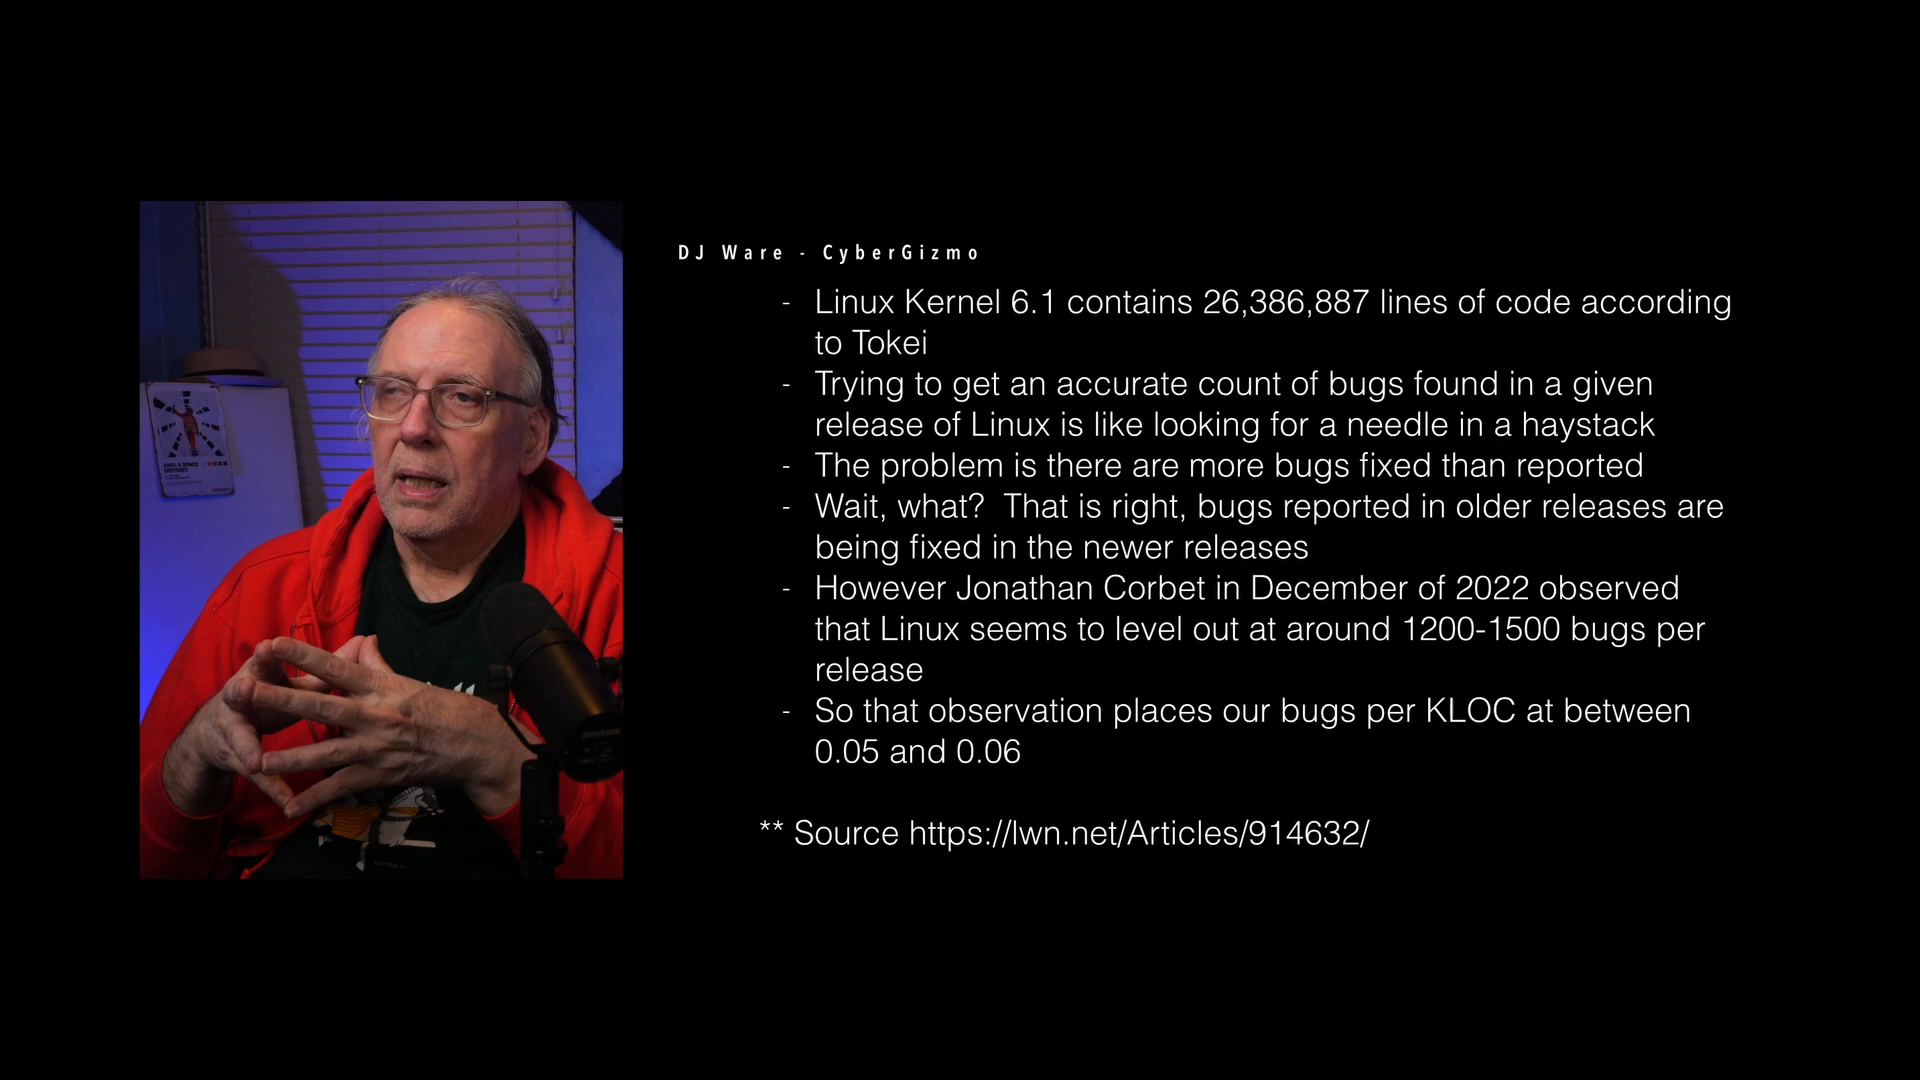 DJ Ware - CyberGizmo
- Linux Kernel 6.1 contains 26,386,887 lines of code according
to Tokei
- Trying to get an accurate count of bugs found in a given
release of Linux is like looking for a needle in a haystack
- The problem is there are more bugs fixed than reported
- Wait, what?  That is right, bugs reported in older releases are
being fixed in the newer releases
- However Jonathan Corbet in December of 2022 observed
that Linux seems to level out at around 1200-1500 bugs per
release
- So that observation places our bugs per KLOC at between
0.05 and 0.06
** Source https://lwn.net/Articles/914632/